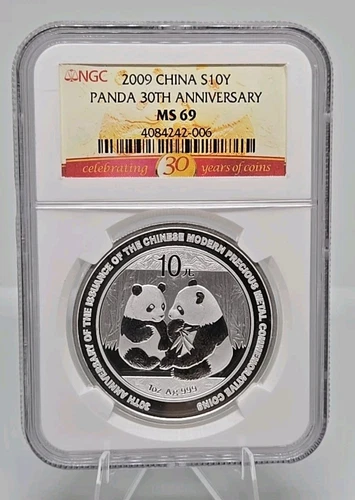 NGC
2009 CHINA S10Y
PANDA 30TH ANNIVERSARY
MS 69
4084242-006
celebrating 30 years of coins
30TH ANNIVERSARY OF THE ISSUANCE OF THE CHINESE MODERN PRECIOUS METAL COMMEMORATIVE COINS
10元
1oz Ag .999